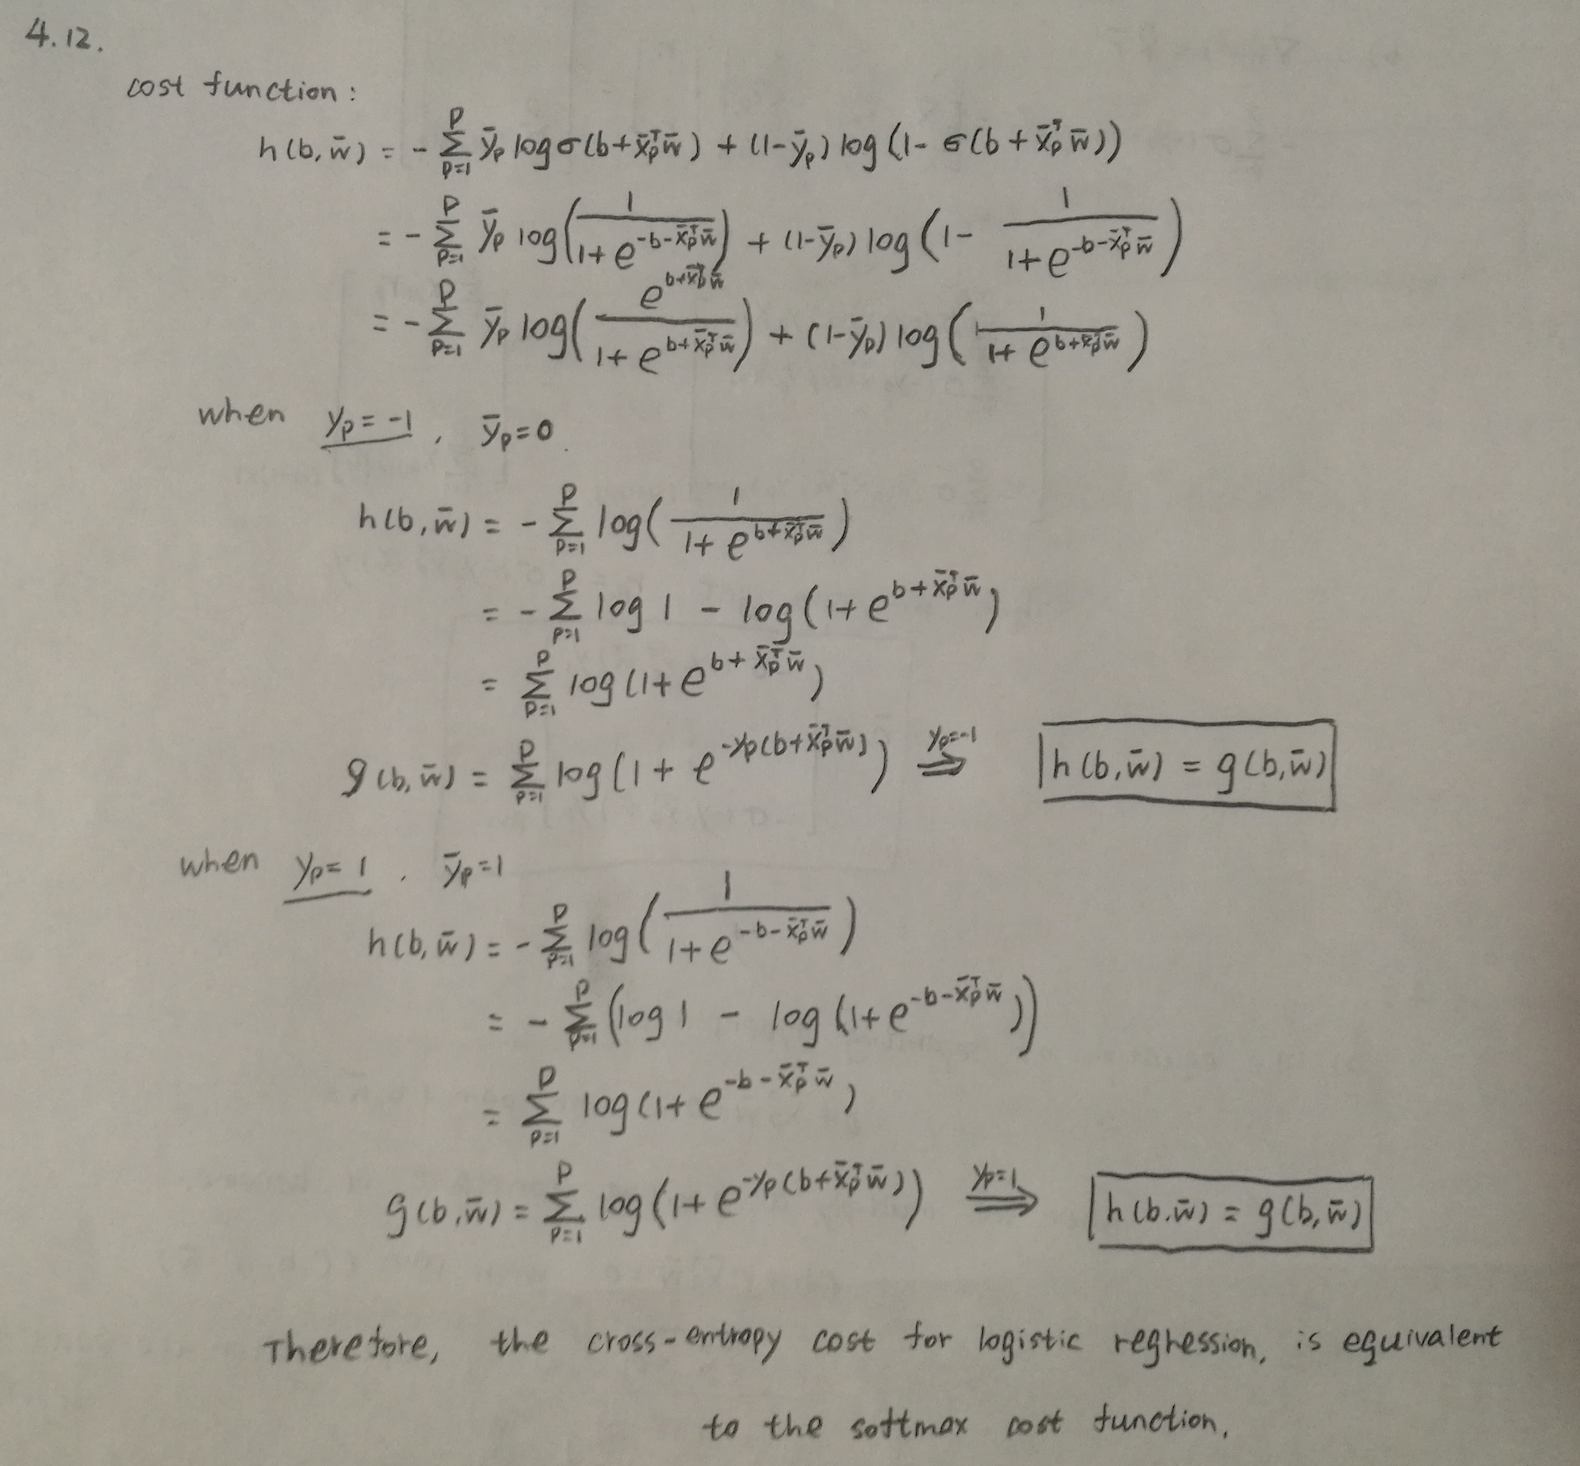 4.12.
cost function:
h(b, w̄) = - Σ_{p=1}^{P} ȳ_p log σ(b + x̄_p^T w̄) + (1 - ȳ_p) log (1 - σ(b + x̄_p^T w̄))
= - Σ_{p=1}^{P} ȳ_p log( 1 / (1 + e^{-b - x̄_p^T w̄}) ) + (1 - ȳ_p) log( 1 - 1 / (1 + e^{-b - x̄_p^T w̄}) )
= - Σ_{p=1}^{P} ȳ_p log( e^{b + x̄_p^T w̄} / (1 + e^{b + x̄_p^T w̄}) ) + (1 - ȳ_p) log( 1 / (1 + e^{b + x̄_p^T w̄}) )
when y_p = -1 , ȳ_p = 0.
h(b, w̄) = - Σ_{p=1}^{P} log( 1 / (1 + e^{b + x̄_p^T w̄}) )
= - Σ_{p=1}^{P} log 1 - log(1 + e^{b + x̄_p^T w̄})
= Σ_{p=1}^{P} log(1 + e^{b + x̄_p^T w̄})
g(b, w̄) = Σ_{p=1}^{P} log(1 + e^{-y_p(b + x̄_p^T w̄)}) ⇒^{y_p = -1} h(b, w̄) = g(b, w̄)
when y_p = 1 . ȳ_p = 1
h(b, w̄) = - Σ_{p=1}^{P} log( 1 / (1 + e^{-b - x̄_p^T w̄}) )
= - Σ_{p=1}^{P} (log 1 - log(1 + e^{-b - x̄_p^T w̄}))
= Σ_{p=1}^{P} log(1 + e^{-b - x̄_p^T w̄})
g(b, w̄) = Σ_{p=1}^{P} log(1 + e^{-y_p(b + x̄_p^T w̄)}) ⇒^{y_p = 1} h(b, w̄) = g(b, w̄)
Therefore, the cross-entropy cost for logistic regression, is equivalent
to the softmax cost function.